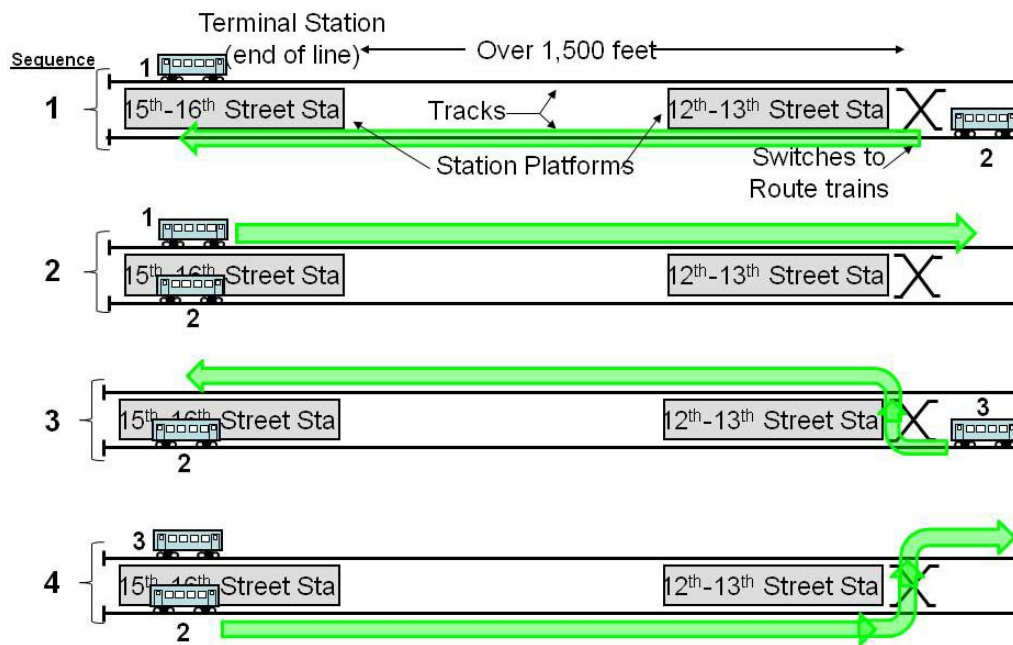 Terminal Station
(end of line)
Over 1,500 feet
Sequence
1
1
15th-16th Street Sta
Tracks
12th-13th Street Sta
Station Platforms
Switches to
Route trains
2
2
1
15th-16th Street Sta
12th-13th Street Sta
2
3
15th-16th Street Sta
12th-13th Street Sta
3
2
4
3
15th-16th Street Sta
12th-13th Street Sta
2